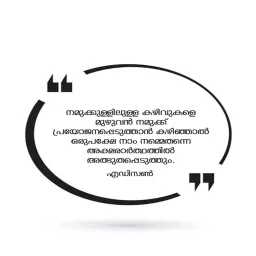 നമുക്കുള്ളിലുള്ള കഴിവുകളെ
മുഴുവൻ നമുക്ക്
പ്രയോജനപ്പെടുത്താൻ കഴിഞ്ഞാൽ
ഒരുപക്ഷേ നാം നമ്മെതന്നെ
അക്ഷരാർത്ഥത്തിൽ
അത്ഭുതപ്പെടുത്തും.
എഡിസൺ